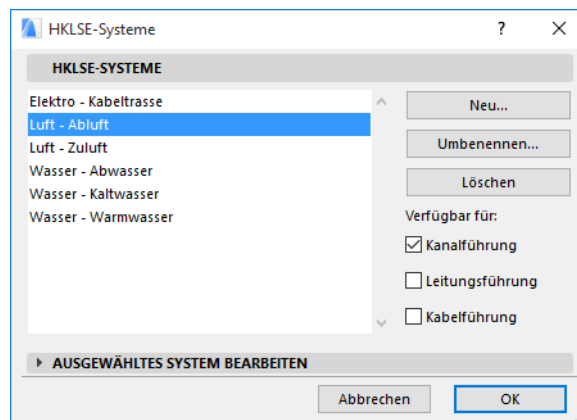 HKLSE-Systeme
HKLSE-SYSTEME
Elektro - Kabeltrasse
Luft - Abluft
Luft - Zuluft
Wasser - Abwasser
Wasser - Kaltwasser
Wasser - Warmwasser
Neu...
Umbenennen...
Löschen
Verfügbar für:
Kanalführung
Leitungsführung
Kabelführung
AUSGEWÄHLTES SYSTEM BEARBEITEN
Abbrechen
OK